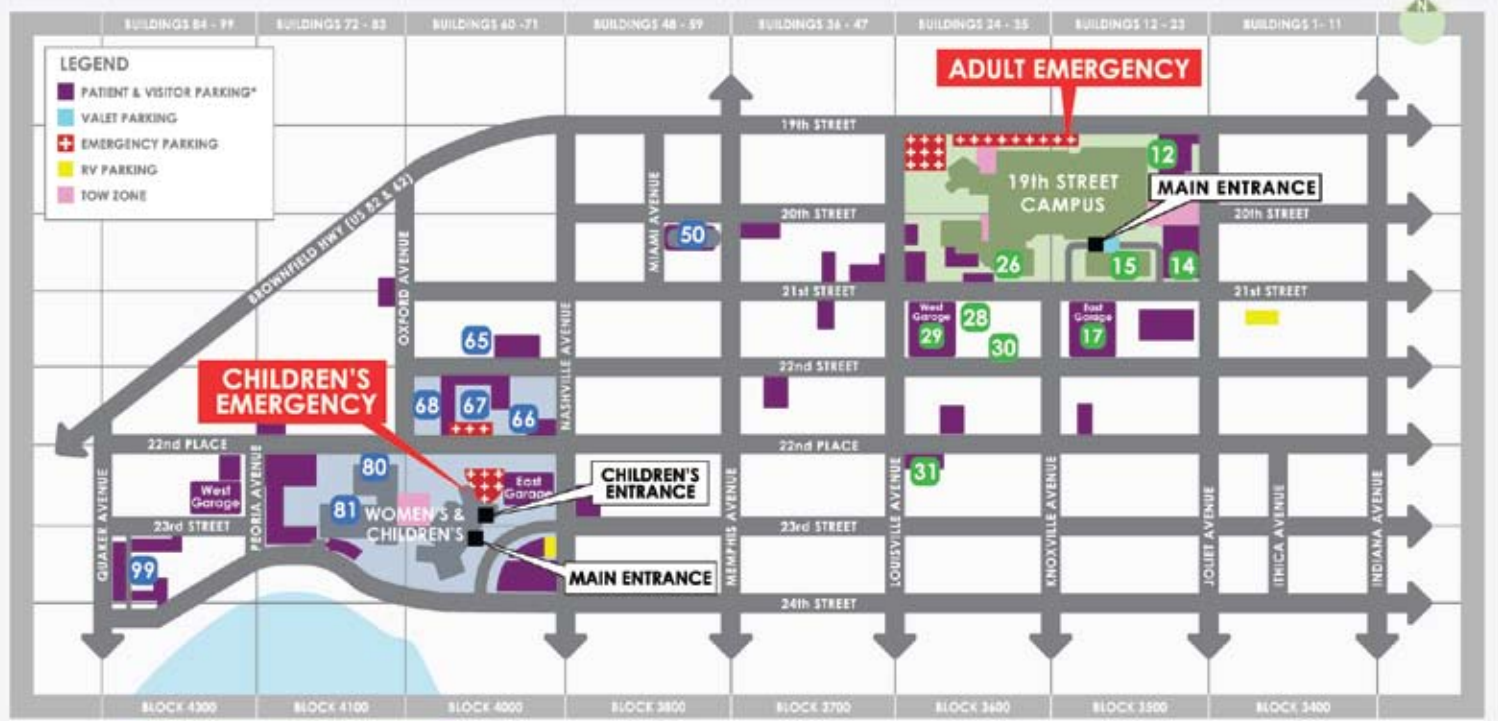 N
BUILDINGS 84 - 99
BUILDINGS 72 - 83
BUILDINGS 60 -71
BUILDINGS 48 - 59
BUILDINGS 36 - 47
BUILDINGS 24 - 35
BUILDINGS 12 - 23
BUILDINGS 1- 11
LEGEND
PATIENT & VISITOR PARKING*
VALET PARKING
EMERGENCY PARKING
RV PARKING
TOW ZONE
ADULT EMERGENCY
19th STREET
12
19th STREET
CAMPUS
MAIN ENTRANCE
BROWNFIELD HWY (US 82 & 62)
MIAMI AVENUE
20th STREET
20th STREET
50
OXFORD AVENUE
26
15
14
21st STREET
21st STREET
West
Garage
29
28
30
East
Garage
17
65
NASHVILLE AVENUE
22nd STREET
CHILDREN'S
EMERGENCY
68
67
66
22nd PLACE
22nd PLACE
80
81
West
Garage
East
Garage
CHILDREN'S
ENTRANCE
31
WOMEN'S &
CHILDREN'S
23rd STREET
23rd STREET
QUAKER AVENUE
PEORIA AVENUE
MEMPHIS AVENUE
LOUISVILLE AVENUE
KNOXVILLE AVENUE
JOLIET AVENUE
ITHICA AVENUE
INDIANA AVENUE
99
MAIN ENTRANCE
24th STREET
BLOCK 4300
BLOCK 4100
BLOCK 4000
BLOCK 3800
BLOCK 3700
BLOCK 3600
BLOCK 3500
BLOCK 3400